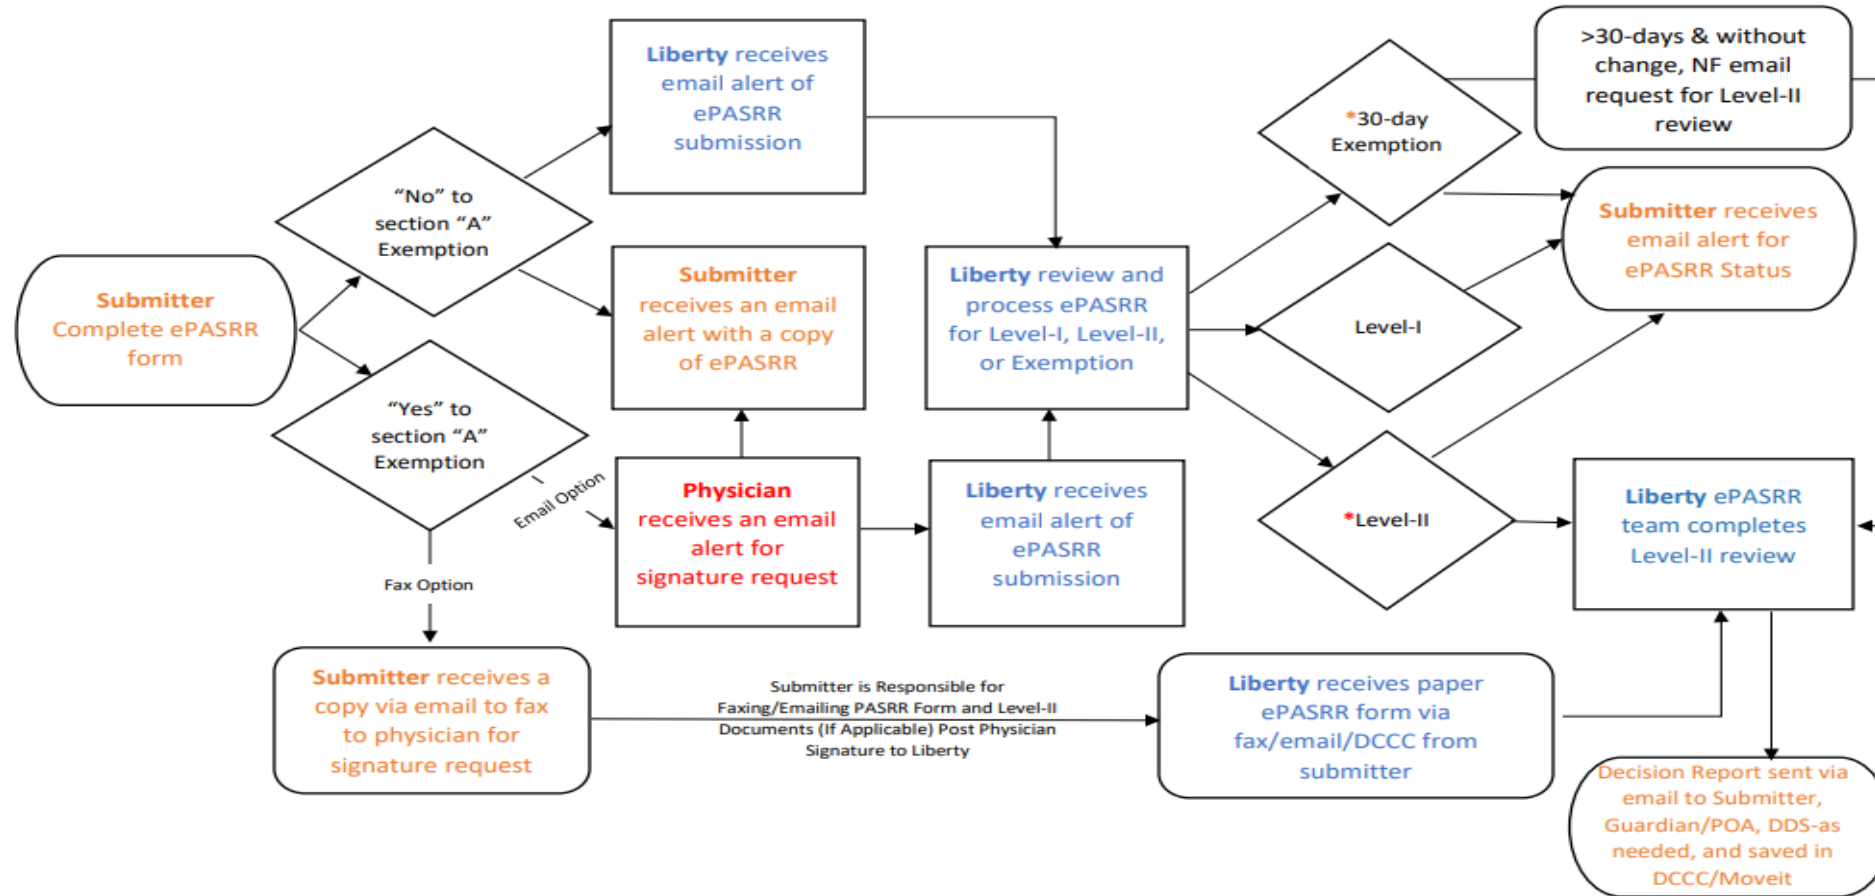 Submitter
Complete ePASRR
form
“No” to
section “A”
Exemption
“Yes” to
section “A”
Exemption
Email Option
Fax Option
Liberty receives
email alert of
ePASRR
submission
Submitter
receives an email
alert with a copy
of ePASRR
Physician
receives an email
alert for
signature request
Liberty receives
email alert of
ePASRR
submission
Liberty review and
process ePASRR
for Level-I, Level-II,
or Exemption
*30-day
Exemption
Level-I
*Level-II
>30-days & without
change, NF email
request for Level-II
review
Submitter receives
email alert for
ePASRR Status
Liberty ePASRR
team completes
Level-II review
Submitter receives a
copy via email to fax
to physician for
signature request
Submitter is Responsible for
Faxing/Emailing PASRR Form and Level-II
Documents (If Applicable) Post Physician
Signature to Liberty
Liberty receives paper
ePASRR form via
fax/email/DCCC from
submitter
Decision Report sent via
email to Submitter,
Guardian/POA, DDS-as
needed, and saved in
DCCC/Moveit